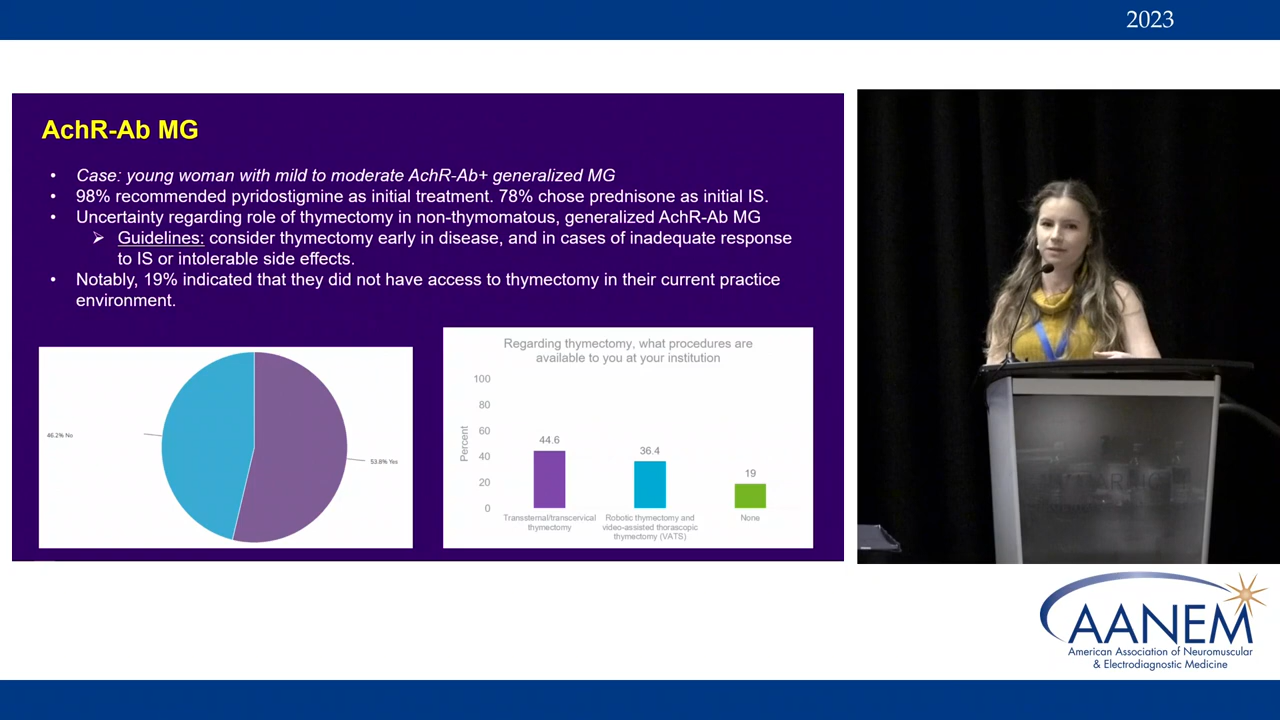 2023
AchR-Ab MG
• Case: young woman with mild to moderate AchR-Ab+ generalized MG
• 98% recommended pyridostigmine as initial treatment. 78% chose prednisone as initial IS.
• Uncertainty regarding role of thymectomy in non-thymomatous, generalized AchR-Ab MG
➢ Guidelines: consider thymectomy early in disease, and in cases of inadequate response
to IS or intolerable side effects.
• Notably, 19% indicated that they did not have access to thymectomy in their current practice
environment.
46.2% No
53.8% Yes
Regarding thymectomy, what procedures are
available to you at your institution
Percent
100
80
60
40
20
0
44.6
36.4
19
Transsternal/transcervical
thymectomy
Robotic thymectomy and
video-assisted thorascopic
thymectomy (VATS)
None
AANEM
American Association of Neuromuscular
& Electrodiagnostic Medicine